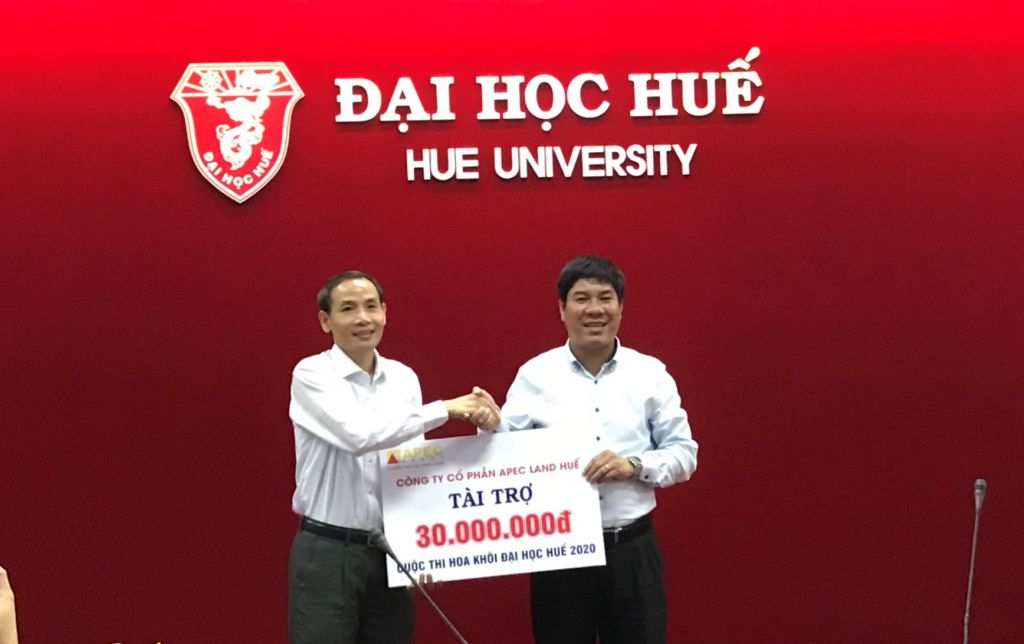 ĐẠI HỌC HUẾ
HUE UNIVERSITY
ĐẠI HỌC HUẾ
APEC
CÔNG TY CỔ PHẦN APEC LAND HUẾ
TÀI TRỢ
30.000.000đ
CUỘC THI HOA KHÔI ĐẠI HỌC HUẾ 2020